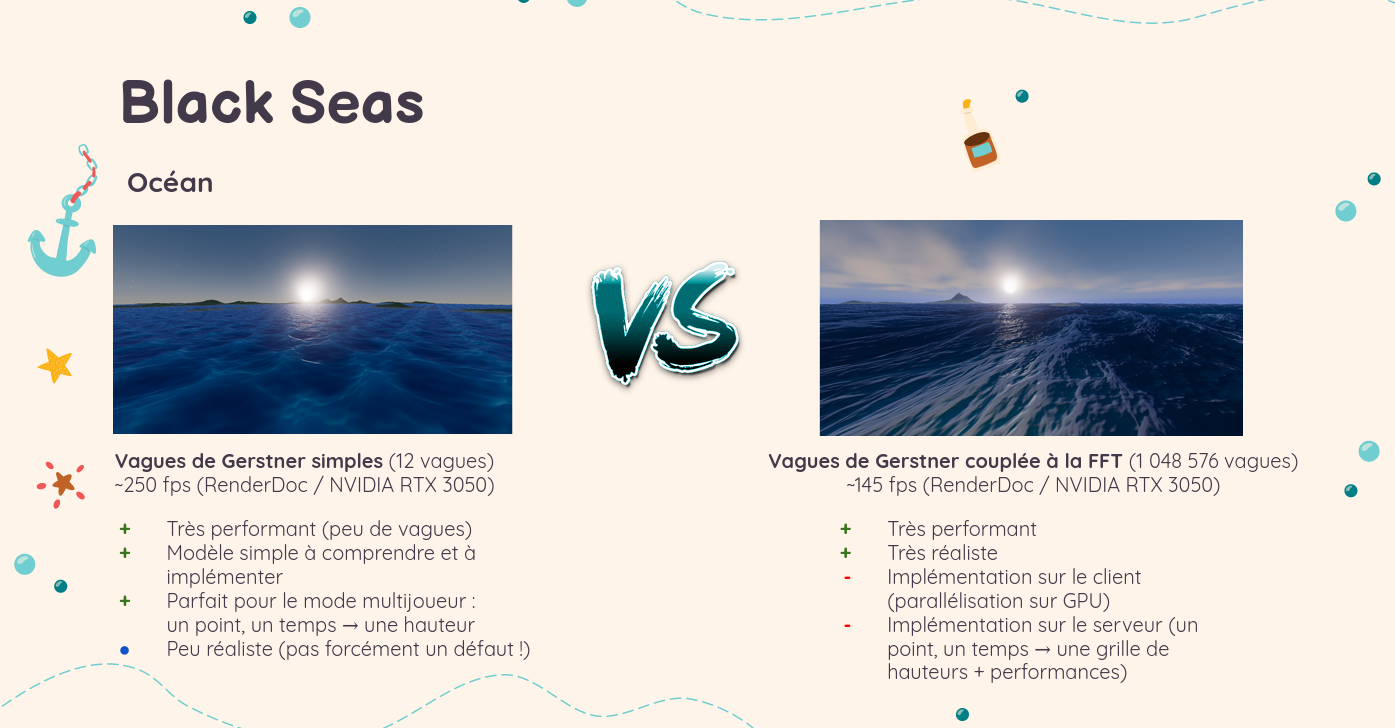 Black Seas
Océan
VS
Vagues de Gerstner simples (12 vagues)
~250 fps (RenderDoc / NVIDIA RTX 3050)
+ Très performant (peu de vagues)
+ Modèle simple à comprendre et à
implémenter
+ Parfait pour le mode multijoueur :
un point, un temps → une hauteur
● Peu réaliste (pas forcément un défaut !)
Vagues de Gerstner couplée à la FFT (1 048 576 vagues)
~145 fps (RenderDoc / NVIDIA RTX 3050)
+ Très performant
+ Très réaliste
- Implémentation sur le client
(parallélisation sur GPU)
- Implémentation sur le serveur (un
point, un temps → une grille de
hauteurs + performances)